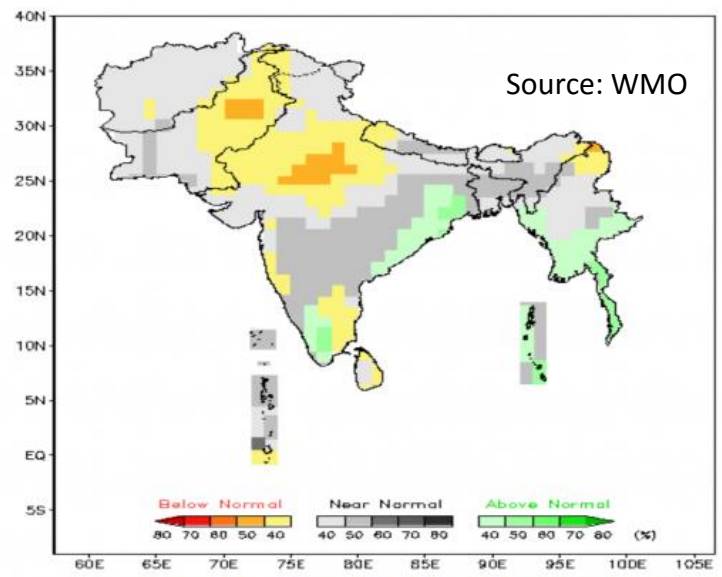 40N
35N
Source: WMO
30N
25N
20N
15N
10N
5N
EQ
5S
Below Normal Near Normal Above Normal
80 70 60 50 40 40 50 60 70 80 40 50 60 70 80 (%)
60E 65E 70E 75E 80E 85E 90E 95E 100E 105E